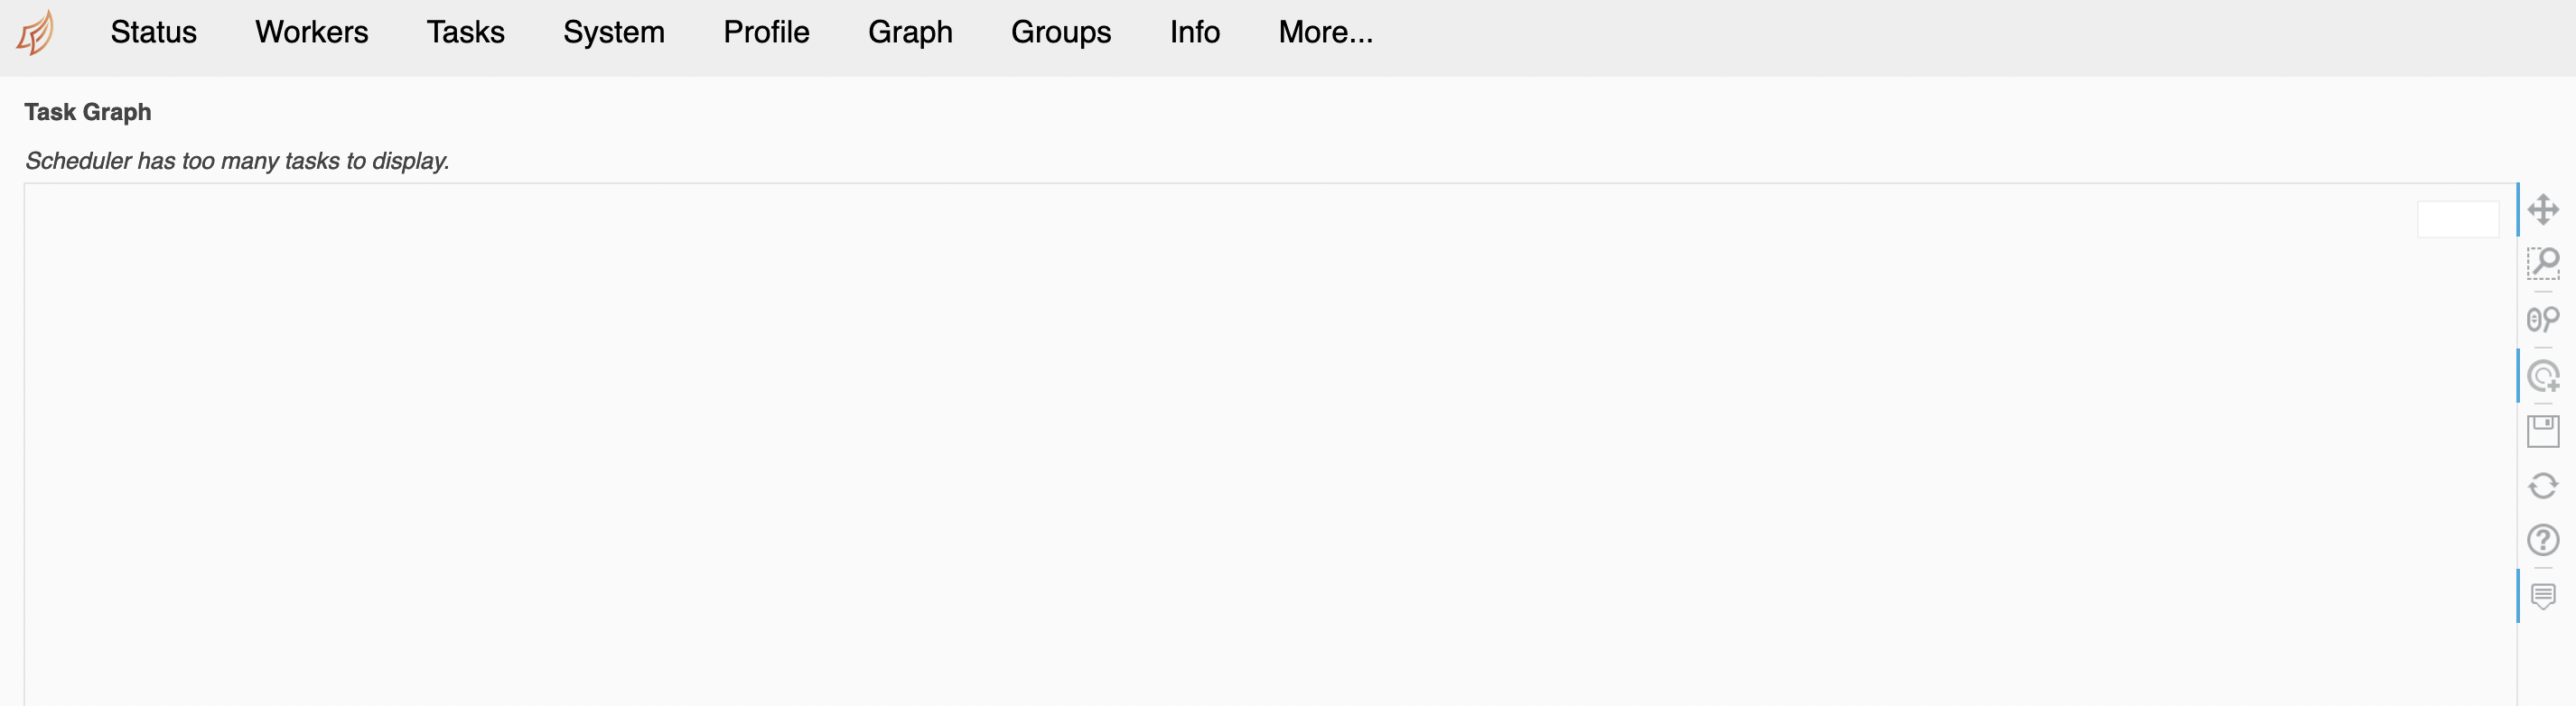 Status Workers Tasks System Profile Graph Groups Info More...
Task Graph
Scheduler has too many tasks to display.